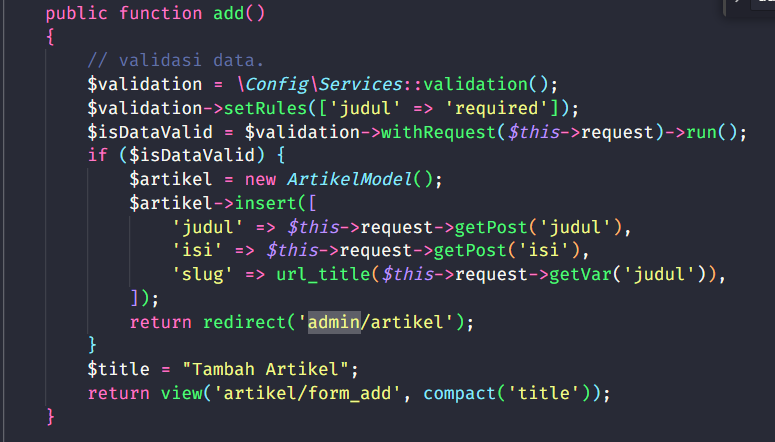 public function add()
{
// validasi data.
$validation = \Config\Services::validation();
$validation->setRules(['judul' => 'required']);
$isDataValid = $validation->withRequest($this->request)->run();
if ($isDataValid) {
$artikel = new ArtikelModel();
$artikel->insert([
'judul' => $this->request->getPost('judul'),
'isi' => $this->request->getPost('isi'),
'slug' => url_title($this->request->getVar('judul')),
]);
return redirect('admin/artikel');
}
$title = "Tambah Artikel";
return view('artikel/form_add', compact('title'));
}